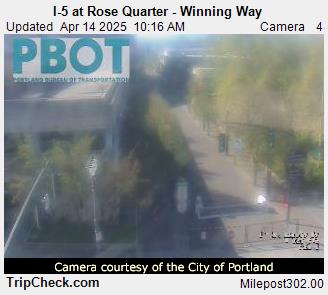 I-5 at Rose Quarter - Winning Way
Updated Apr 14 2025 10:16 AM Camera 4
PBOT
PORTLAND BUREAU OF TRANSPORTATION
Camera courtesy of the City of Portland
TripCheck.com Milepost302.00